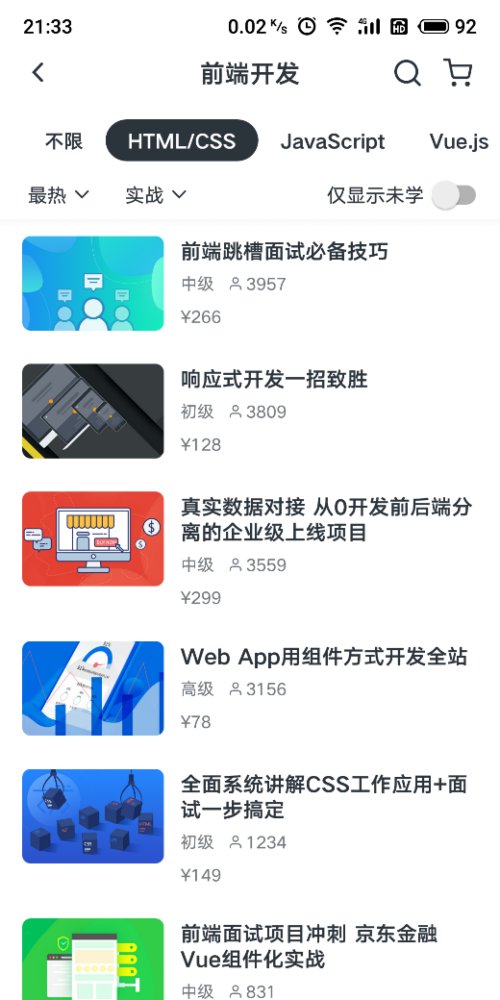 21:33
0.02 K/s
4G
HD
92
前端开发
不限
HTML/CSS
JavaScript
Vue.js
最热
实战
仅显示未学
前端跳槽面试必备技巧
中级 3957
¥266
响应式开发一招致胜
初级 3809
¥128
BUY NOW
$
$
真实数据对接 从0开发前后端分
离的企业级上线项目
中级 3559
¥299
Web App用组件方式开发全站
高级 3156
¥78
CSS
HTML
全面系统讲解CSS工作应用+面
试一步搞定
初级 1234
¥149
前端面试项目冲刺 京东金融
Vue组件化实战
中级 831